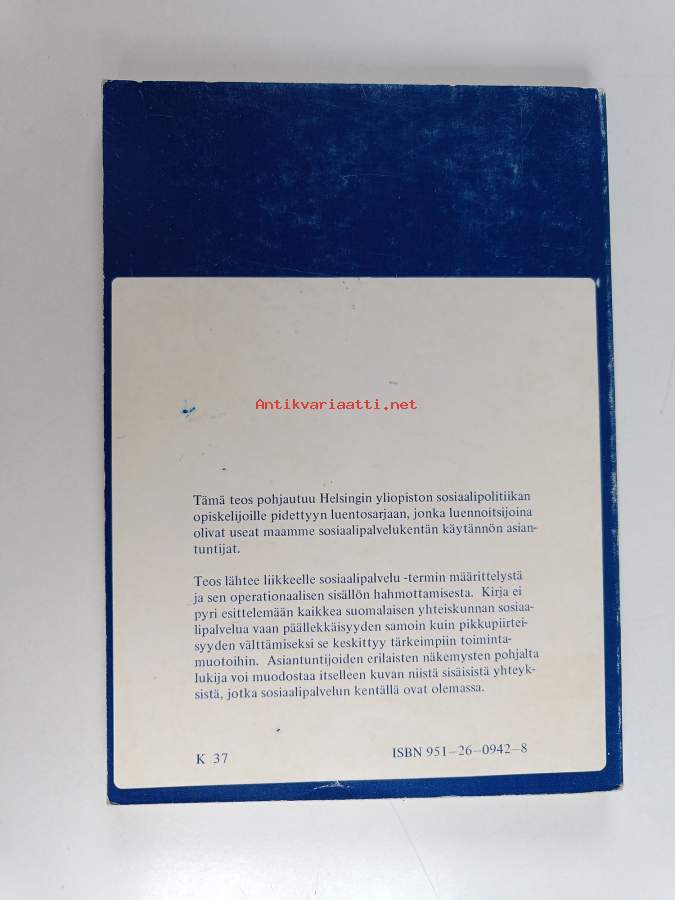 Antikvariaatti.net
Tämä teos pohjautuu Helsingin yliopiston sosiaalipolitiikan
opiskelijoille pidettyyn luentosarjaan, jonka luennoitsijoina
olivat useat maamme sosiaalipalvelukentän käytännön asian-
tuntijat.
Teos lähtee liikkeelle sosiaalipalvelu -termin määrittelystä
ja sen operationaalisen sisällön hahmottamisesta. Kirja ei
pyri esittelemään kaikkea suomalaisen yhteiskunnan sosiaa-
lipalvelua vaan päällekkäisyyden samoin kuin pikkupiirtei-
syyden välttämiseksi se keskittyy tärkeimpiin toiminta-
muotoihin. Asiantuntijoiden erilaisten näkemysten pohjalta
lukija voi muodostaa itselleen kuvan niistä sisäisistä yhteyk-
sistä, jotka sosiaalipalvelun kentällä ovat olemassa.
K 37
ISBN 951-26-0942-8